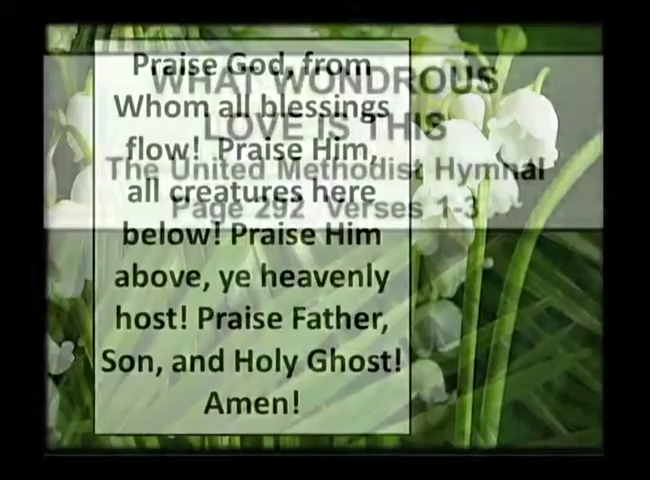 Praise God, from
Whom all blessings
flow! Praise Him,
all creatures here
below! Praise Him
above, ye heavenly
host! Praise Father,
Son, and Holy Ghost!
Amen!
WHAT WONDROUS
LOVE IS THIS
The United Methodist Hymnal
Page 292 Verses 1-3